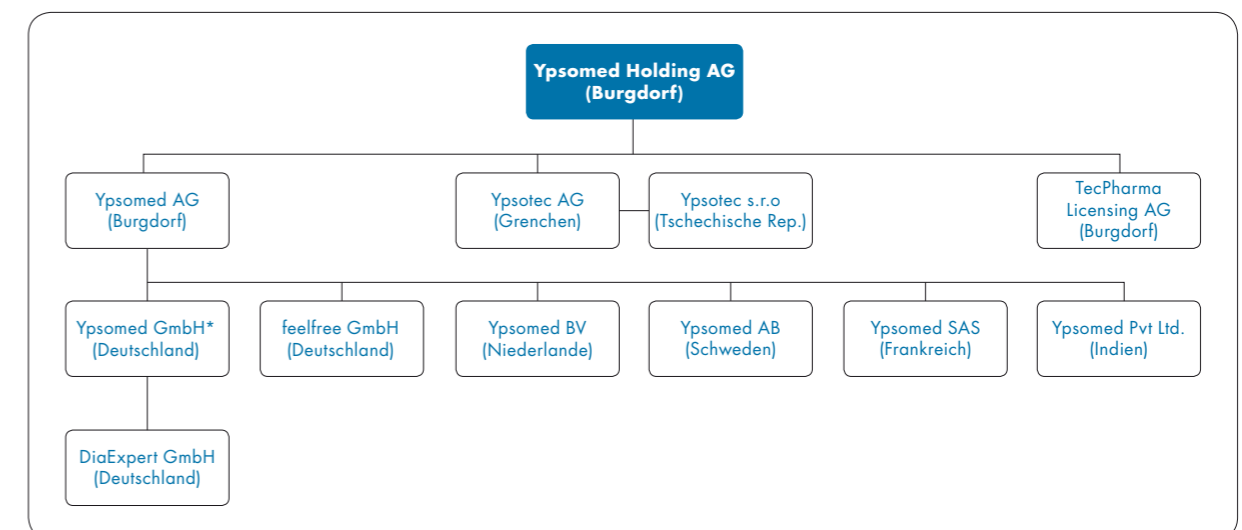 Ypsomed Holding AG
(Burgdorf)
Ypsomed AG
(Burgdorf)
Ypsotec AG
(Grenchen)
Ypsotec s.r.o
(Tschechische Rep.)
TecPharma
Licensing AG
(Burgdorf)
Ypsomed GmbH*
(Deutschland)
feelfree GmbH
(Deutschland)
Ypsomed BV
(Niederlande)
Ypsomed AB
(Schweden)
Ypsomed SAS
(Frankreich)
Ypsomed Pvt Ltd.
(Indien)
DiaExpert GmbH
(Deutschland)